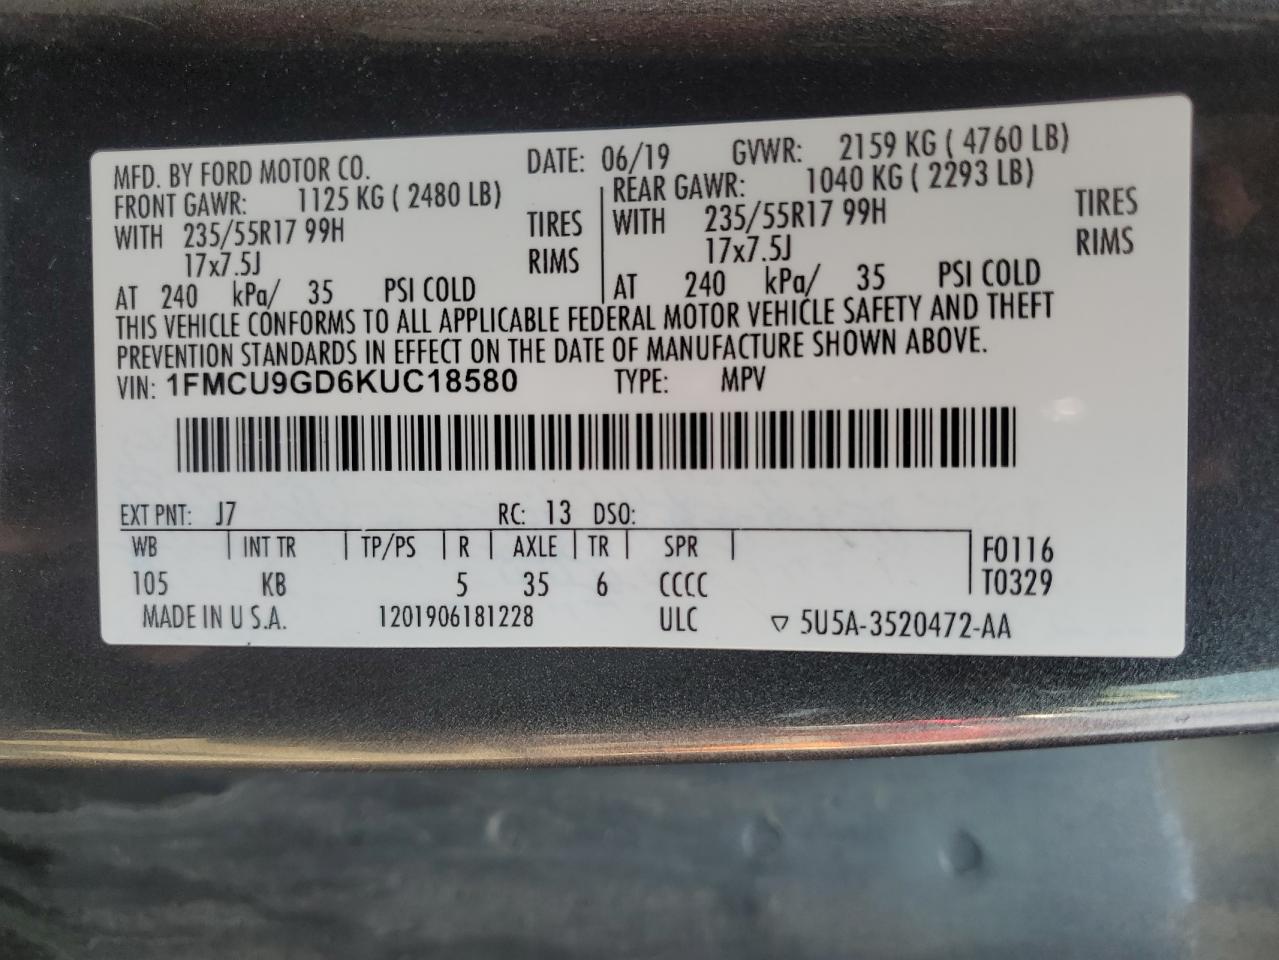 MFD. BY FORD MOTOR CO. DATE: 06/19 GVWR: 2159 KG ( 4760 LB)
FRONT GAWR: 1125 KG ( 2480 LB) REAR GAWR: 1040 KG ( 2293 LB)
WITH 235/55R17 99H TIRES WITH 235/55R17 99H TIRES
17x7.5J RIMS 17x7.5J RIMS
AT 240 kPa/ 35 PSI COLD AT 240 kPa/ 35 PSI COLD
THIS VEHICLE CONFORMS TO ALL APPLICABLE FEDERAL MOTOR VEHICLE SAFETY AND THEFT
PREVENTION STANDARDS IN EFFECT ON THE DATE OF MANUFACTURE SHOWN ABOVE.
VIN: 1FMCU9GD6KUC18580 TYPE: MPV
EXT PNT: J7 RC: 13 DSO:
WB INT TR TP/PS R AXLE TR SPR F0116
105 KB 5 35 6 CCCC T0329
MADE IN U S.A. 1201906181228 ULC ▽ 5U5A-3520472-AA